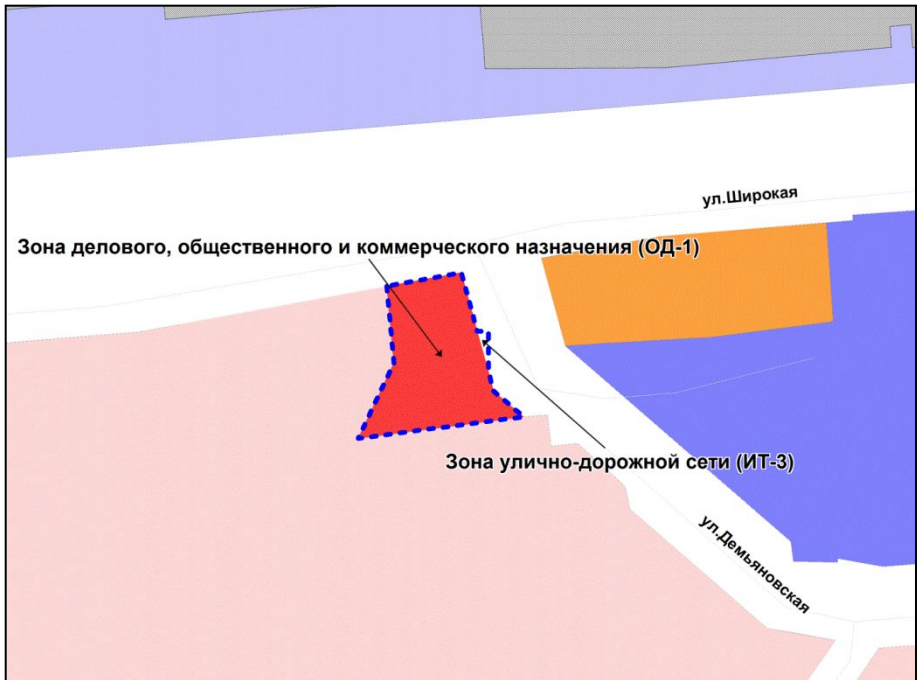 ул.Широкая
Зона делового, общественного и коммерческого назначения (ОД-1)
Зона улично-дорожной сети (ИТ-3)
ул.Демьяновская